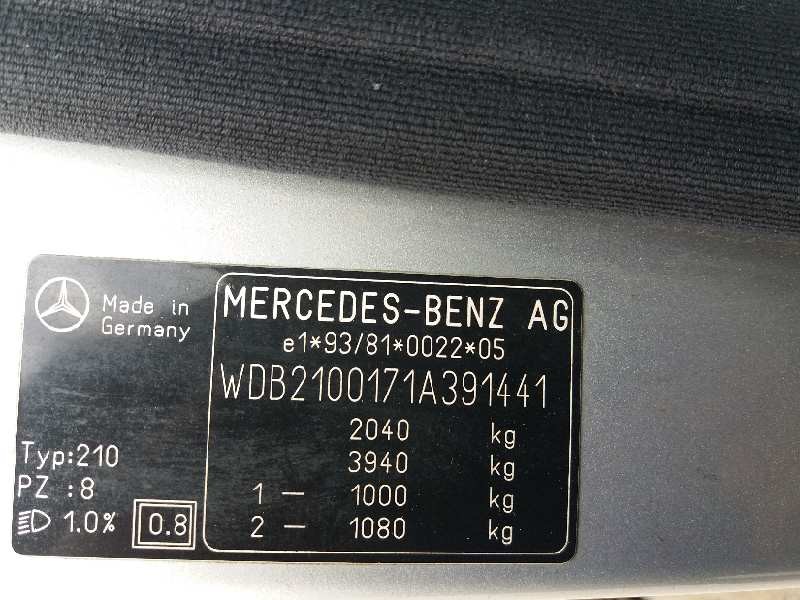 Made in
Germany
MERCEDES-BENZ AG
e1*93/81*0022*05
WDB2100171A391441
2040 kg
3940 kg
1 - 1000 kg
2 - 1080 kg
Typ:210
PZ :8
1.0% 0.8